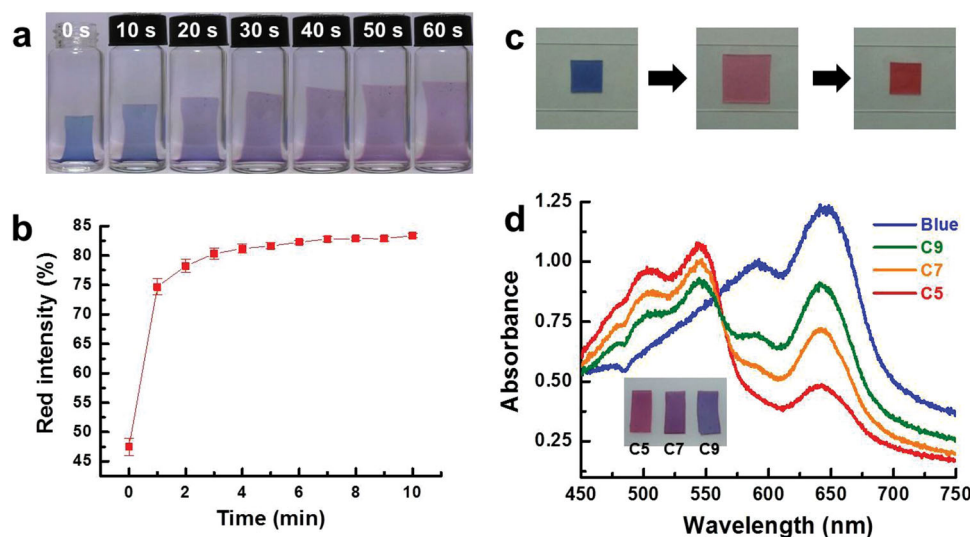 a
0 s 10 s 20 s 30 s 40 s 50 s 60 s
c
b
Red intensity (%)
85
80
75
70
65
60
55
50
45
0 2 4 6 8 10
Time (min)
d
Absorbance
1.25
1.00
0.75
0.50
0.25
Blue
C9
C7
C5
C5 C7 C9
450 500 550 600 650 700 750
Wavelength (nm)